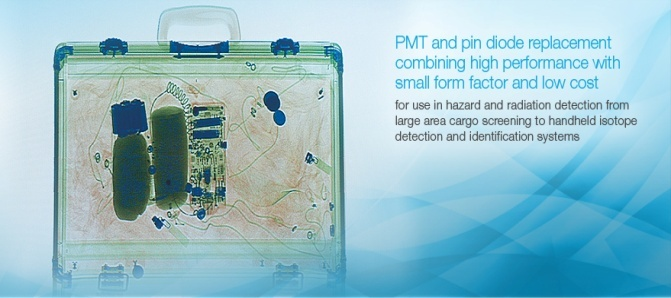 PMT and pin diode replacement
combining high performance with
small form factor and low cost
for use in hazard and radiation detection from
large area cargo screening to handheld isotope
detection and identification systems